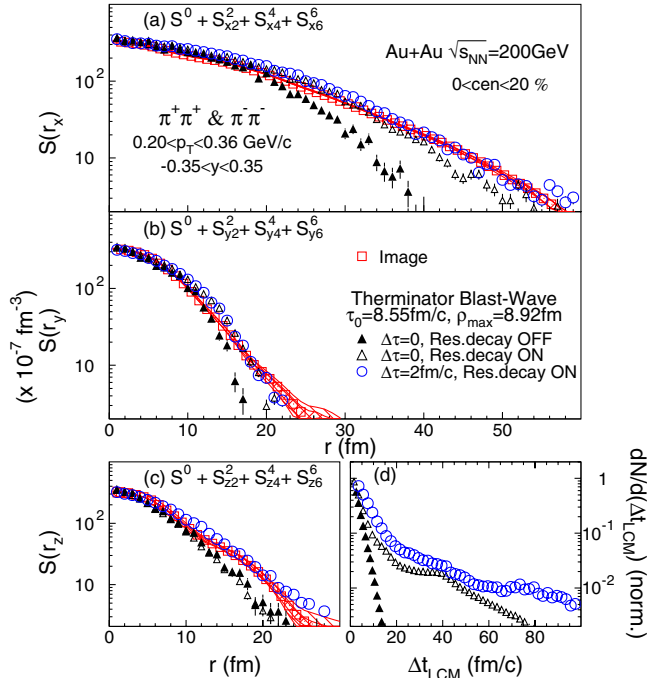 (a) S⁰ + S²ₓ₂ + S⁴ₓ₄ + S⁶ₓ₆
Au+Au √sNN=200GeV
0<cen<20 %
π⁺π⁺ & π⁻π⁻
0.20<pT<0.36 GeV/c
-0.35<y<0.35
S(rₓ)
10²
10
(b) S⁰ + S²y2 + S⁴y4 + S⁶y6
Image
Therminator Blast-Wave
τ₀=8.55fm/c, ρmax=8.92fm
Δτ=0, Res.decay OFF
Δτ=0, Res.decay ON
Δτ=2fm/c, Res.decay ON
(x 10⁻⁷ fm⁻³)
S(ry)
10²
10
0 10 20 30 40 50
r (fm)
(c) S⁰ + S²z2 + S⁴z4 + S⁶z6
S(rz)
10²
10
0 10 20
r (fm)
(d)
dN/d(ΔtLCM) (norm.)
1
10⁻¹
10⁻²
0 20 40 60 80
ΔtLCM (fm/c)